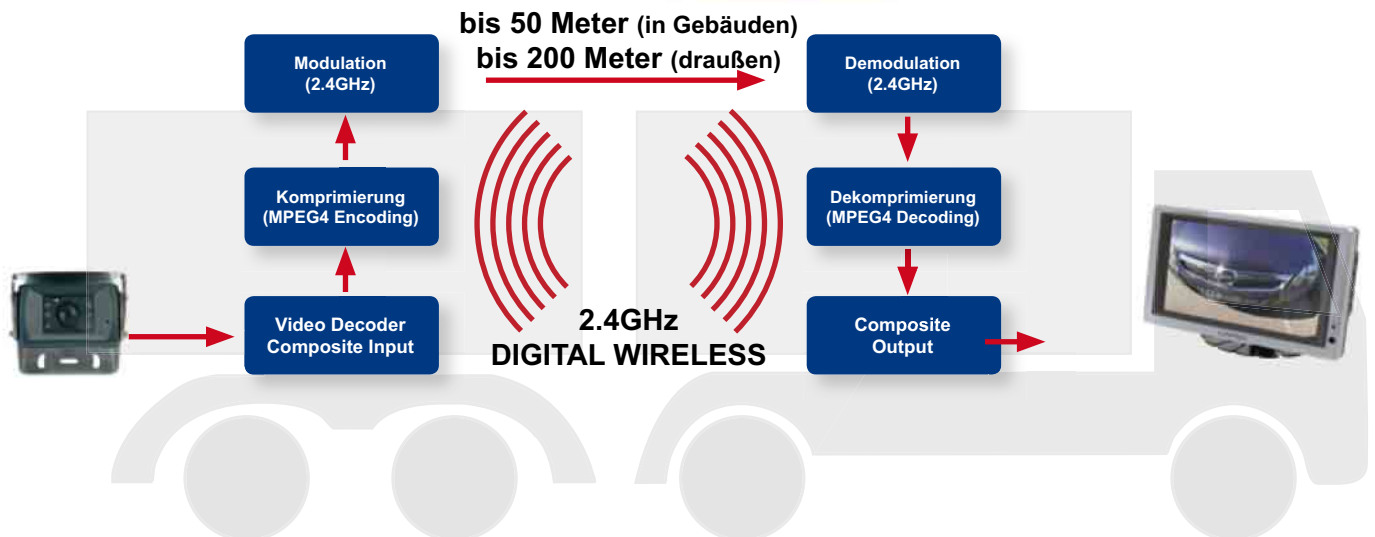 bis 50 Meter (in Gebäuden)
bis 200 Meter (draußen)
Modulation
(2.4GHz)
Demodulation
(2.4GHz)
Komprimierung
(MPEG4 Encoding)
Dekomprimierung
(MPEG4 Decoding)
Video Decoder
Composite Input
2.4GHz
DIGITAL WIRELESS
Composite
Output